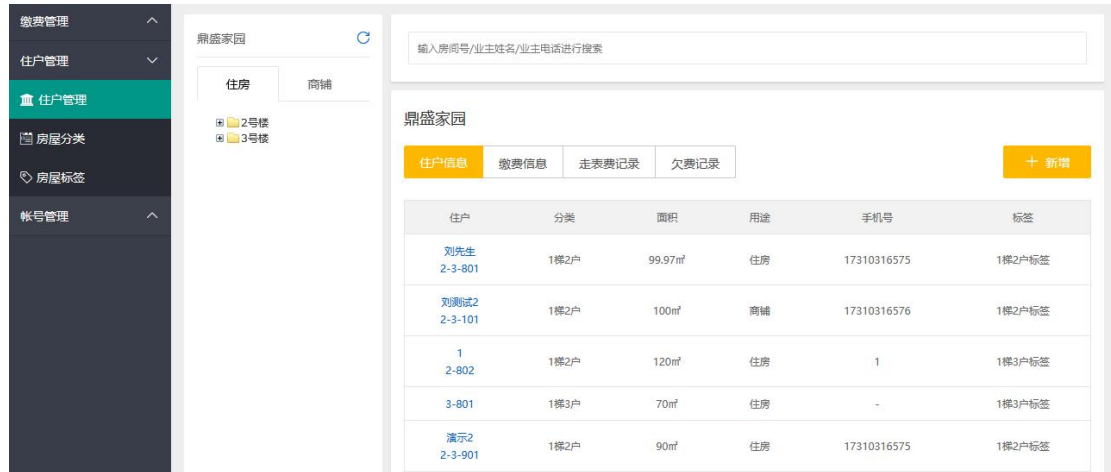 缴费管理
住户管理
住户管理
房屋分类
房屋标签
帐号管理
鼎盛家园
住房 商铺
2号楼
3号楼
输入房间号/业主姓名/业主电话进行搜索
鼎盛家园
住户信息 缴费信息 走表费记录 欠费记录 新增
住户 分类 面积 用途 手机号 标签
刘先生
2-3-801 1梯2户 99.97㎡ 住房 17310316575 1梯2户标签
刘测试2
2-3-101 1梯2户 100㎡ 商铺 17310316576 1梯2户标签
1
2-802 1梯2户 120㎡ 住房 1 1梯3户标签
3-801 1梯3户 70㎡ 住房 - 1梯3户标签
演示2
2-3-901 1梯2户 90㎡ 住房 17310316575 1梯2户标签